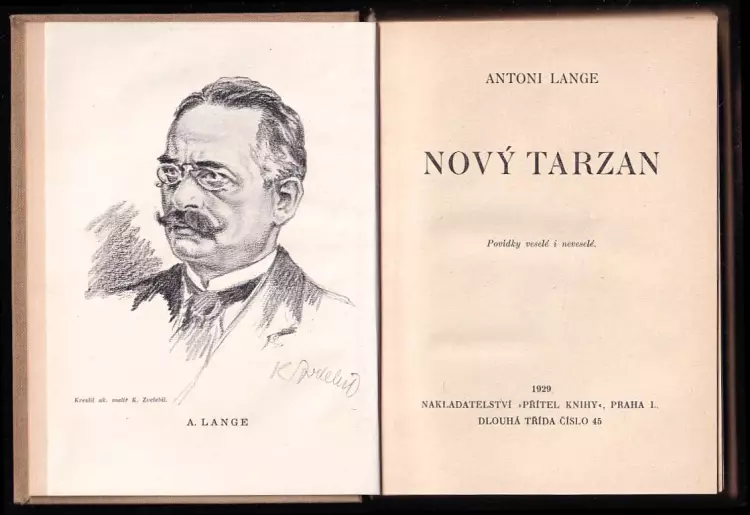 Kreslil ak. malíř K. Zvelebil.
A. LANGE
ANTONI LANGE
NOVÝ TARZAN
Povídky veselé i neveselé.
1929
NAKLADATELSTVÍ »PŘÍTEL KNIHY«, PRAHA I.
DLOUHÁ TŘÍDA ČÍSLO 45